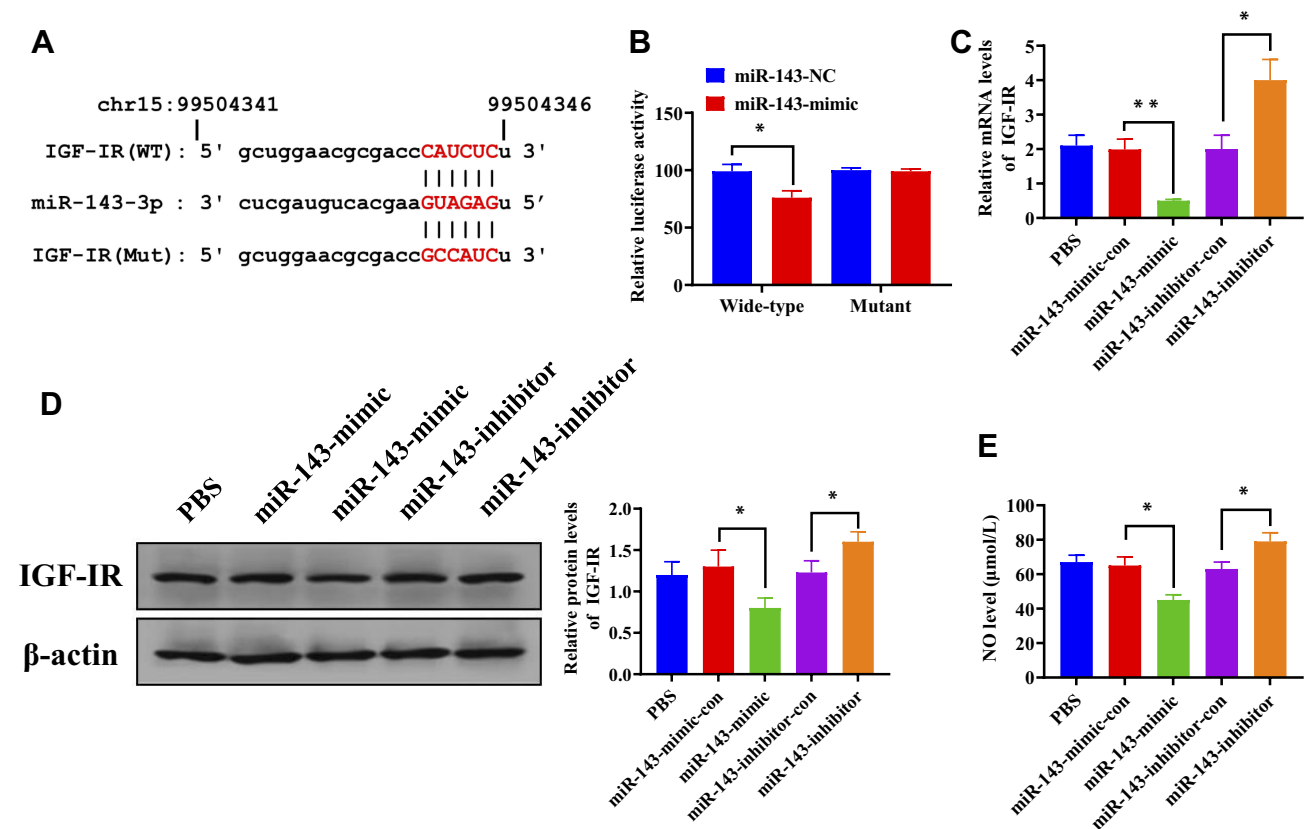 A
chr15:99504341 99504346
IGF-IR(WT): 5' gcuggaacgcgaccCAUCUCu 3'
miR-143-3p : 3' cucgaugucacgaaGUAGAGu 5′
IGF-IR(Mut): 5' gcuggaacgcgaccGCCAUCu 3'
B
miR-143-NC
miR-143-mimic
Relative luciferase activity
150
100
50
0
*
Wide-type
Mutant
C
Relative mRNA levels
of IGF-IR
5
4
3
2
1
0
**
*
PBS
miR-143-mimic-con
miR-143-mimic
miR-143-inhibitor-con
miR-143-inhibitor
D
PBS
miR-143-mimic
miR-143-mimic
miR-143-inhibitor
miR-143-inhibitor
IGF-IR
β-actin
Relative protein levels
of IGF-IR
2.0
1.5
1.0
0.5
0.0
*
*
PBS
miR-143-mimic-con
miR-143-mimic
miR-143-inhibitor-con
miR-143-inhibitor
E
NO level (μmol/L)
100
80
60
40
20
0
*
*
PBS
miR-143-mimic-con
miR-143-mimic
miR-143-inhibitor-con
miR-143-inhibitor